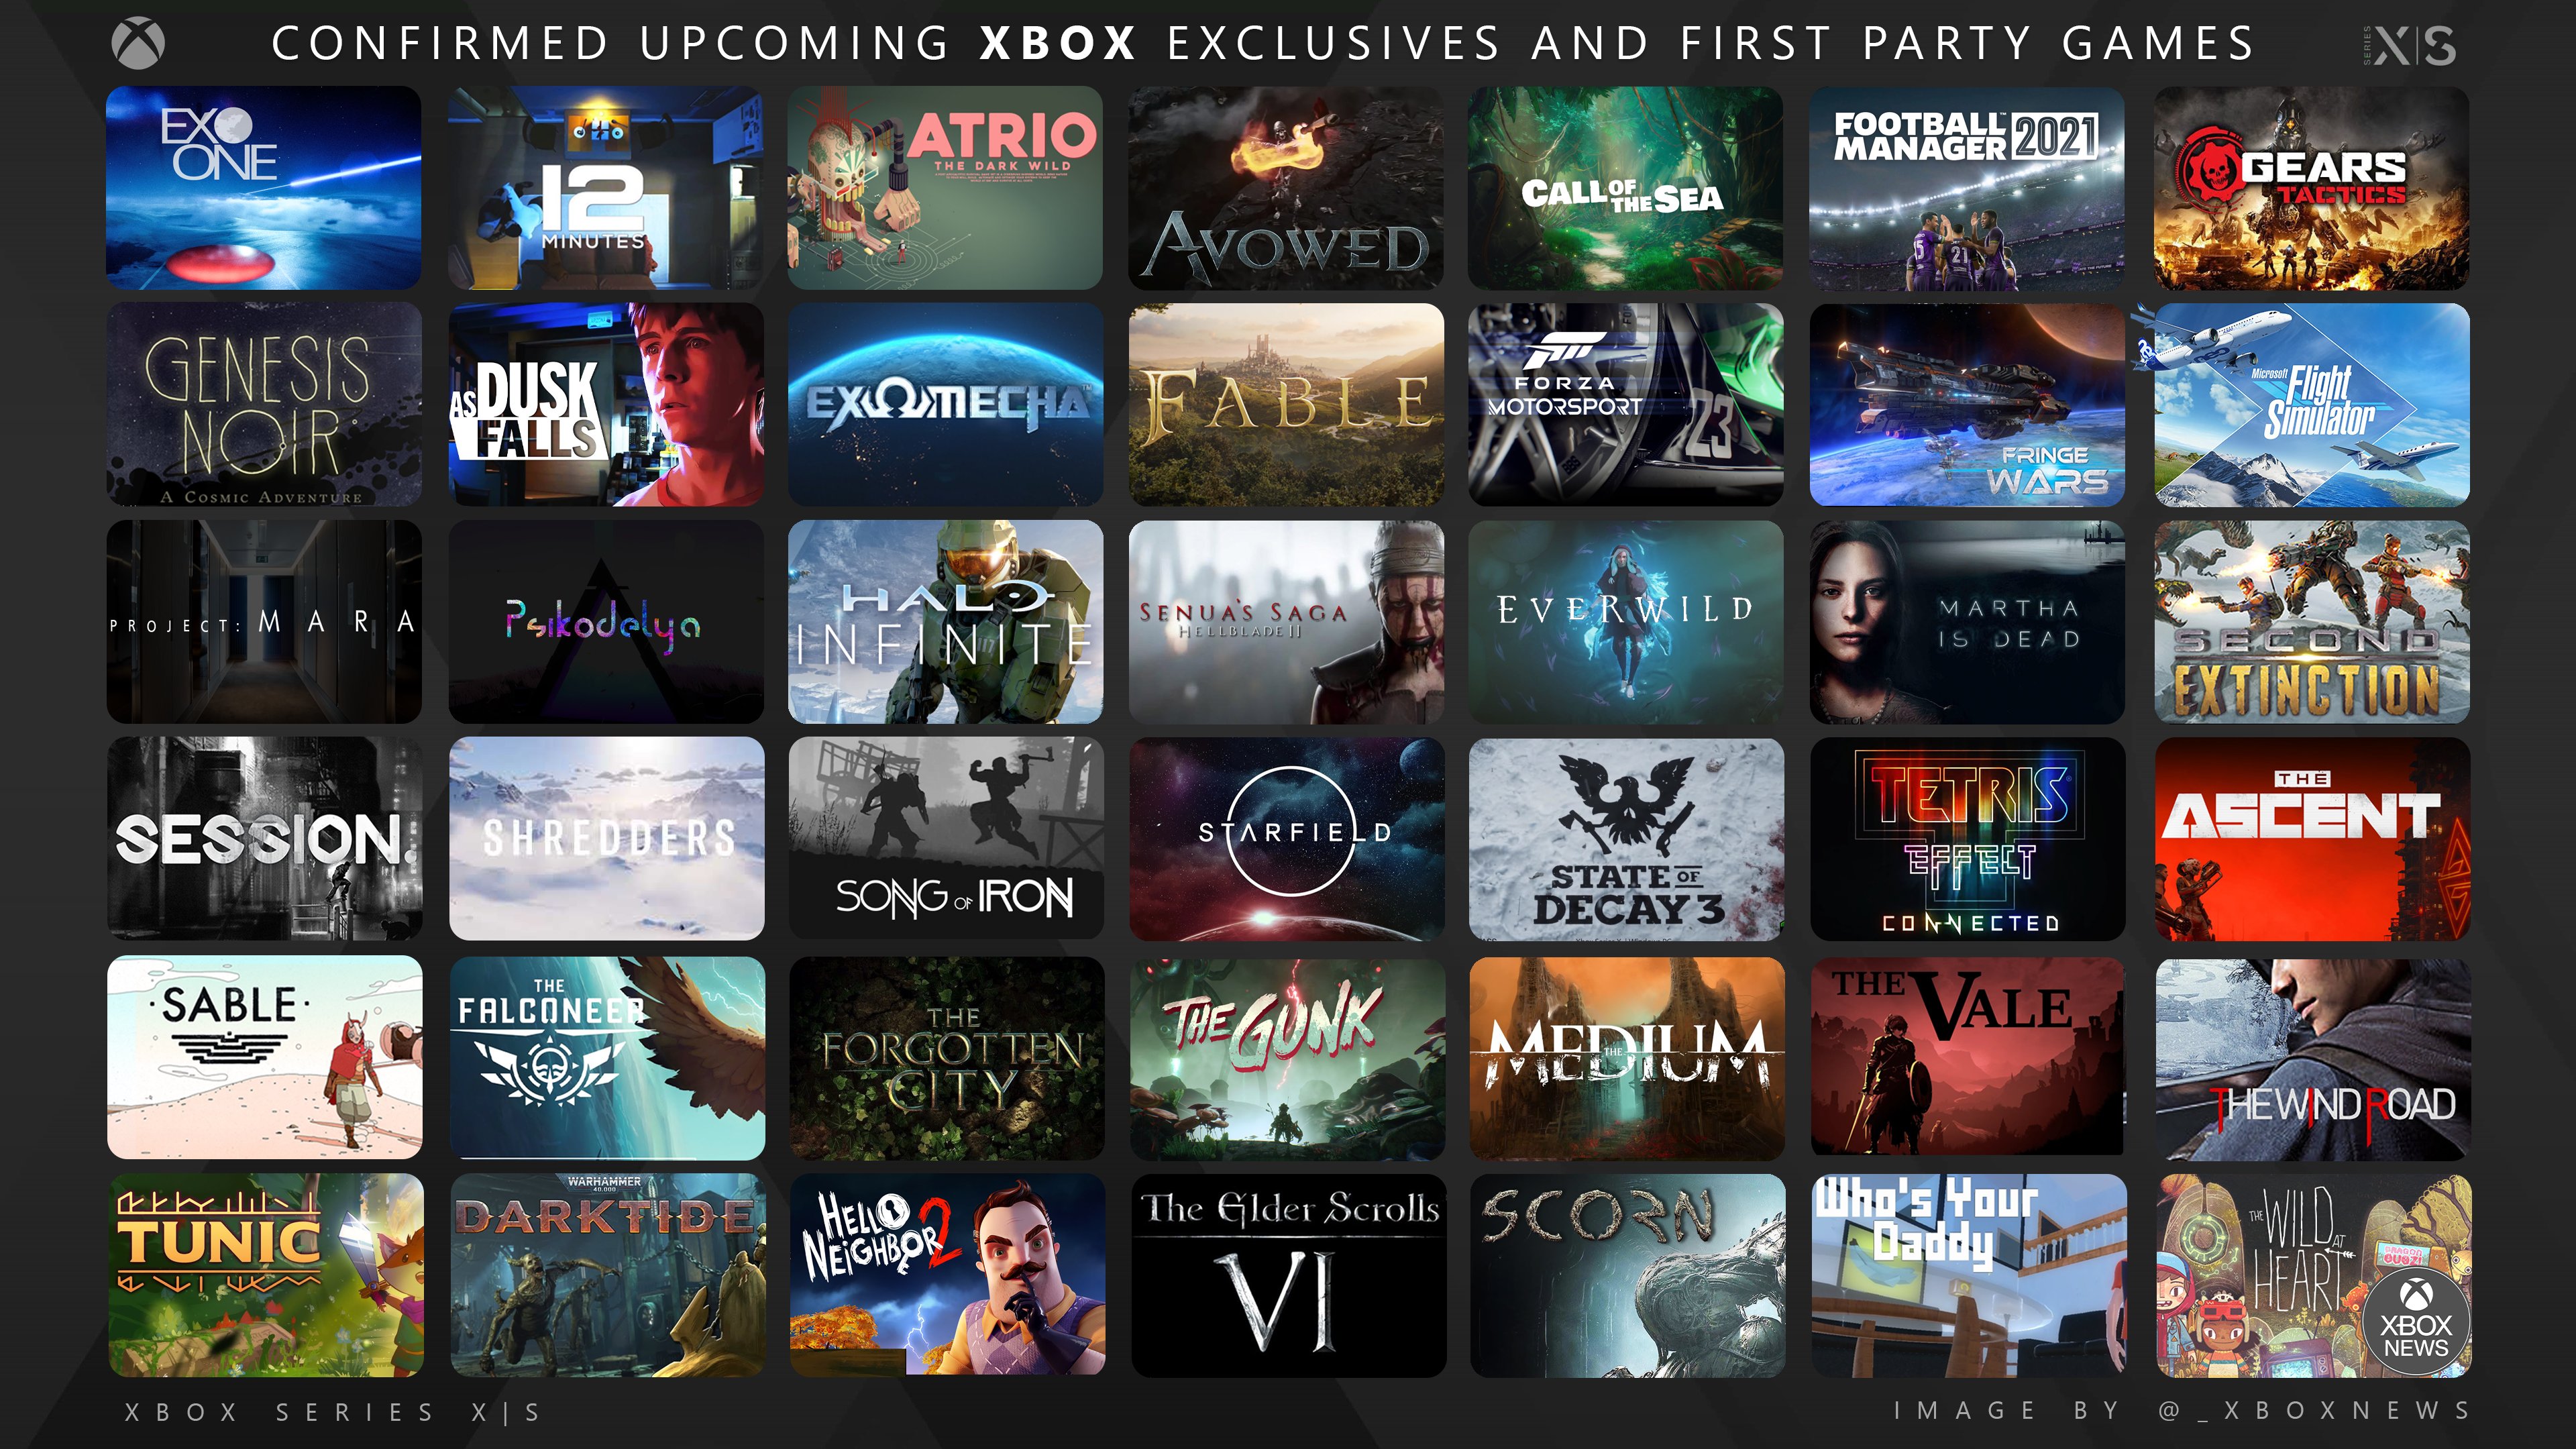 CONFIRMED UPCOMING XBOX EXCLUSIVES AND FIRST PARTY GAMES
SERIES X|S
EXO
ONE
12
MINUTES
ATRIO
THE DARK WILD
AVOWED
CALL OF THE SEA
FOOTBALL
MANAGER 2021
15
21
GEARS
TACTICS
GENESIS
NOIR
A COSMIC ADVENTURE
AS DUSK
FALLS
EXOMECHA™
FABLE
FORZA
MOTORSPORT
23
FRINGE
WARS
Microsoft
Flight
Simulator
PROJECT: MARA
Psikodelya
HALO
INFINITE
SENUA'S SAGA
HELLBLADE II
EVERWILD
MARTHA
IS DEAD
SECOND
EXTINCTION
SESSION.
SHREDDERS
SONG OF IRON
STARFIELD
STATE OF
DECAY 3
TETRIS
EFFECT
CONNECTED
THE
ASCENT
SABLE
THE
FALCONEER
THE
FORGOTTEN
CITY
THE GUNK
THE MEDIUM
THE VALE
THE WIND ROAD
TUNIC
WARHAMMER
40,000
DARKTIDE
HELLO
NEIGHBOR 2
The Elder Scrolls
VI
SCORN
Who's Your
Daddy
THE WILD
AT
HEART
XBOX
NEWS
XBOX SERIES X|S
IMAGE BY @_XBOXNEWS